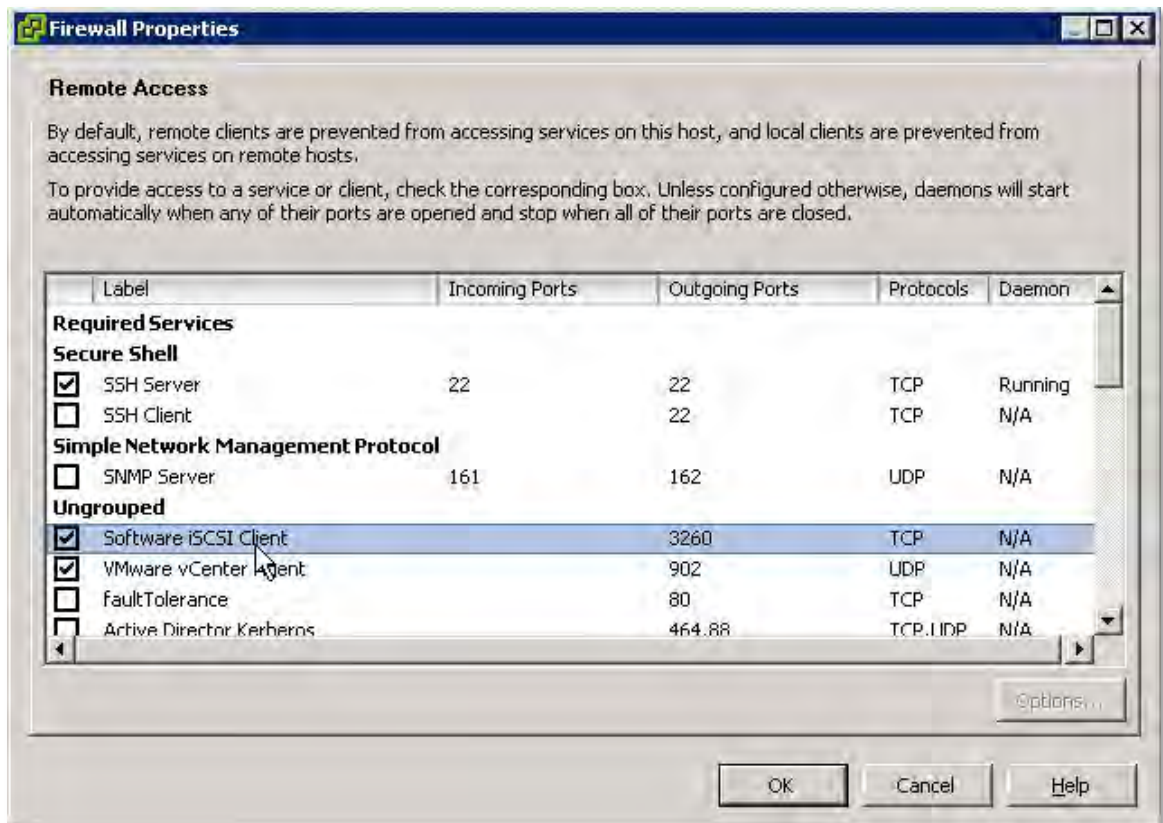 Firewall Properties
Remote Access
By default, remote clients are prevented from accessing services on this host, and local clients are prevented from
accessing services on remote hosts.
To provide access to a service or client, check the corresponding box. Unless configured otherwise, daemons will start
automatically when any of their ports are opened and stop when all of their ports are closed.
Label Incoming Ports Outgoing Ports Protocols Daemon
Required Services
Secure Shell
SSH Server 22 22 TCP Running
SSH Client 22 TCP N/A
Simple Network Management Protocol
SNMP Server 161 162 UDP N/A
Ungrouped
Software iSCSI Client 3260 TCP N/A
VMware vCenter Agent 902 UDP N/A
faultTolerance 80 TCP N/A
Active Director Kerberos 464,88 TCP,UDP N/A
Options...
OK Cancel Help